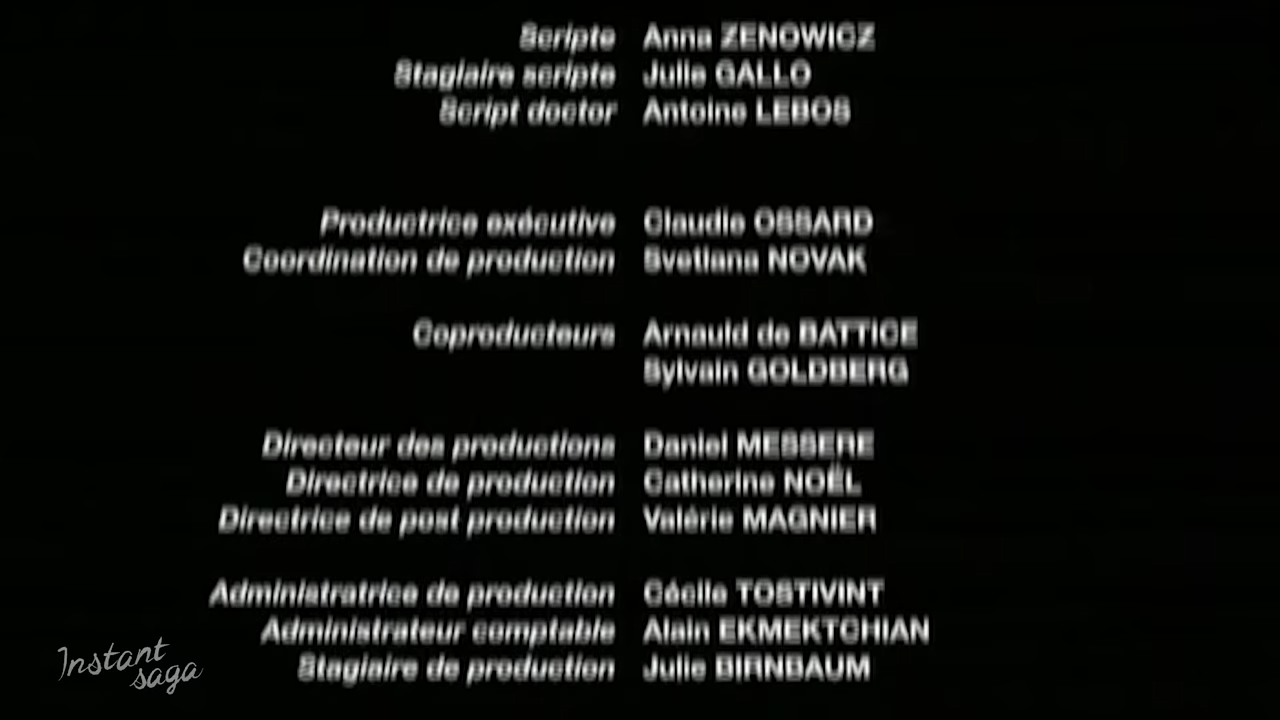 Scripte Anna ZENOWICZ
Stagiaire scripte Julie GALLO
Script doctor Antoine LEBOS
Productrice exécutive Claudie OSSARD
Coordination de production Svetlana NOVAK
Coproducteurs Arnauld de BATTICE
Sylvain GOLDBERG
Directeur des productions Daniel MESSERE
Directrice de production Catherine NOËL
Directrice de post production Valérie MAGNIER
Administratrice de production Cécile TOSTIVINT
Administrateur comptable Alain EKMEKTCHIAN
Stagiaire de production Julie BIRNBAUM
Instant
saga